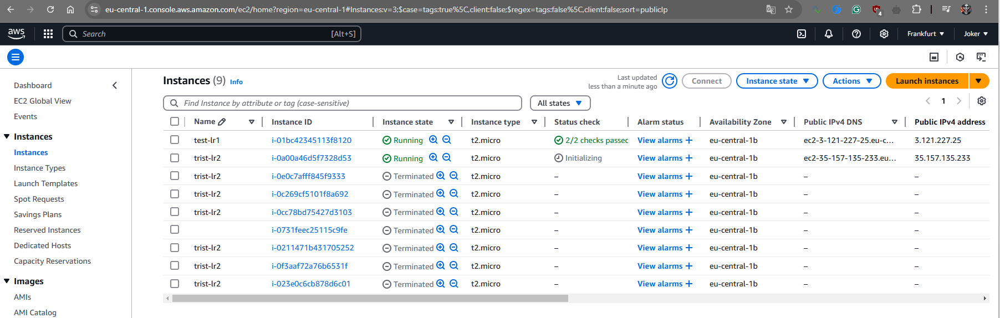 eu-central-1.console.aws.amazon.com/ec2/home?region=eu-central-1#Instances:v=3;$case=tags:true%5C,client:false;$regex=tags:false%5C,client:false;sort=publicIp
4
aws Search [Alt+S] Frankfurt Joker
Dashboard
EC2 Global View
Events
Instances
Instances
Instance Types
Launch Templates
Spot Requests
Savings Plans
Reserved Instances
Dedicated Hosts
Capacity Reservations
Images
AMIs
AMI Catalog
Instances (9) Info
Last updated
less than a minute ago
Connect Instance state Actions Launch instances
Find Instance by attribute or tag (case-sensitive) All states 1
Name Instance ID Instance state Instance type Status check Alarm status Availability Zone Public IPv4 DNS Public IPv4 address
test-lr1 i-01bc42345113f8120 Running t2.micro 2/2 checks passec View alarms + eu-central-1b ec2-3-121-227-25.eu-c... 3.121.227.25
trist-lr2 i-0a00a46d5f7328d53 Running t2.micro Initializing View alarms + eu-central-1b ec2-35-157-135-233.eu... 35.157.135.233
trist-lr2 i-0e0c7afff845f9333 Terminated t2.micro – View alarms + eu-central-1b – –
trist-lr2 i-0c269cf5101f8a692 Terminated t2.micro – View alarms + eu-central-1b – –
trist-lr2 i-0cc78bd75427d3103 Terminated t2.micro – View alarms + eu-central-1b – –
i-0731feec25115c9fe Terminated t2.micro – View alarms + eu-central-1b – –
trist-lr2 i-0211471b431705252 Terminated t2.micro – View alarms + eu-central-1b – –
trist-lr2 i-0f3aaf72a76b6531f Terminated t2.micro – View alarms + eu-central-1b – –
trist-lr2 i-023e0c6cb878d6c01 Terminated t2.micro – View alarms + eu-central-1b – –